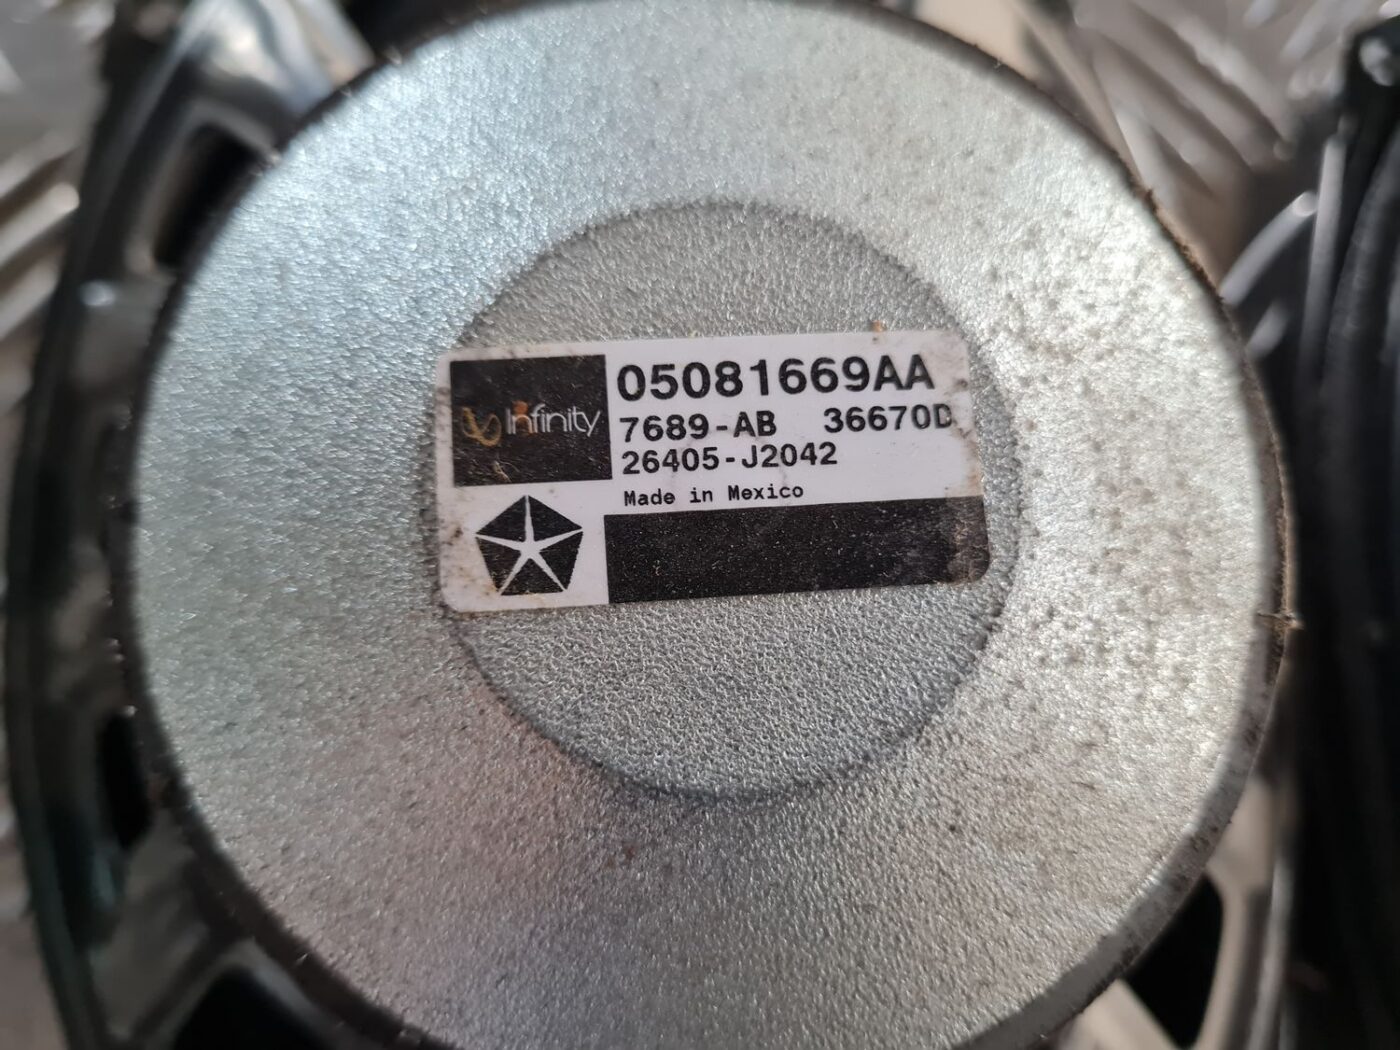 Infinity
05081669AA
7689-AB 36670D
26405-J2042
Made in Mexico